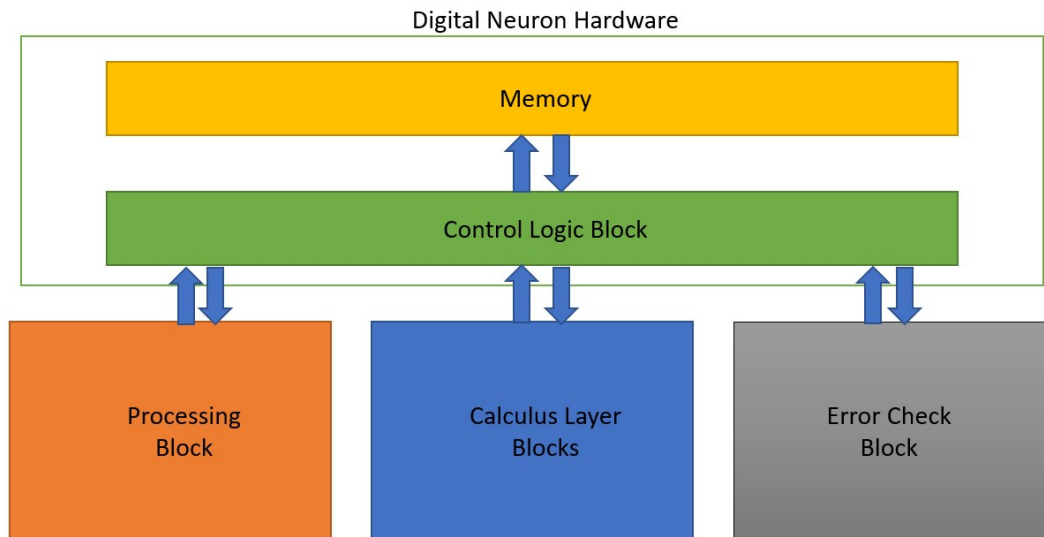 Digital Neuron Hardware
Memory
Control Logic Block
Processing
Block
Calculus Layer
Blocks
Error Check
Block